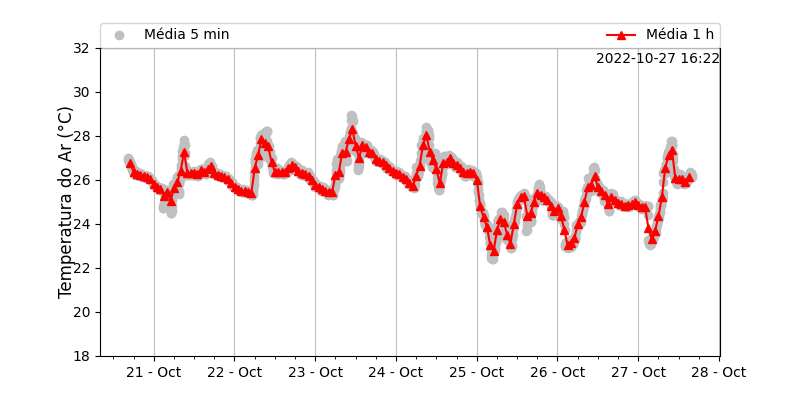 Média 5 min
Média 1 h
2022-10-27 16:22
Temperatura do Ar (°C)
32
30
28
26
24
22
20
18
21 - Oct
22 - Oct
23 - Oct
24 - Oct
25 - Oct
26 - Oct
27 - Oct
28 - Oct